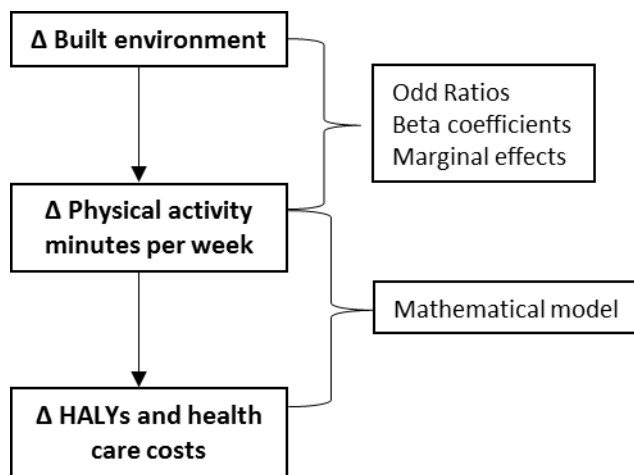 Δ Built environment
Odd Ratios
Beta coefficients
Marginal effects
Δ Physical activity
minutes per week
Mathematical model
Δ HALYs and health
care costs